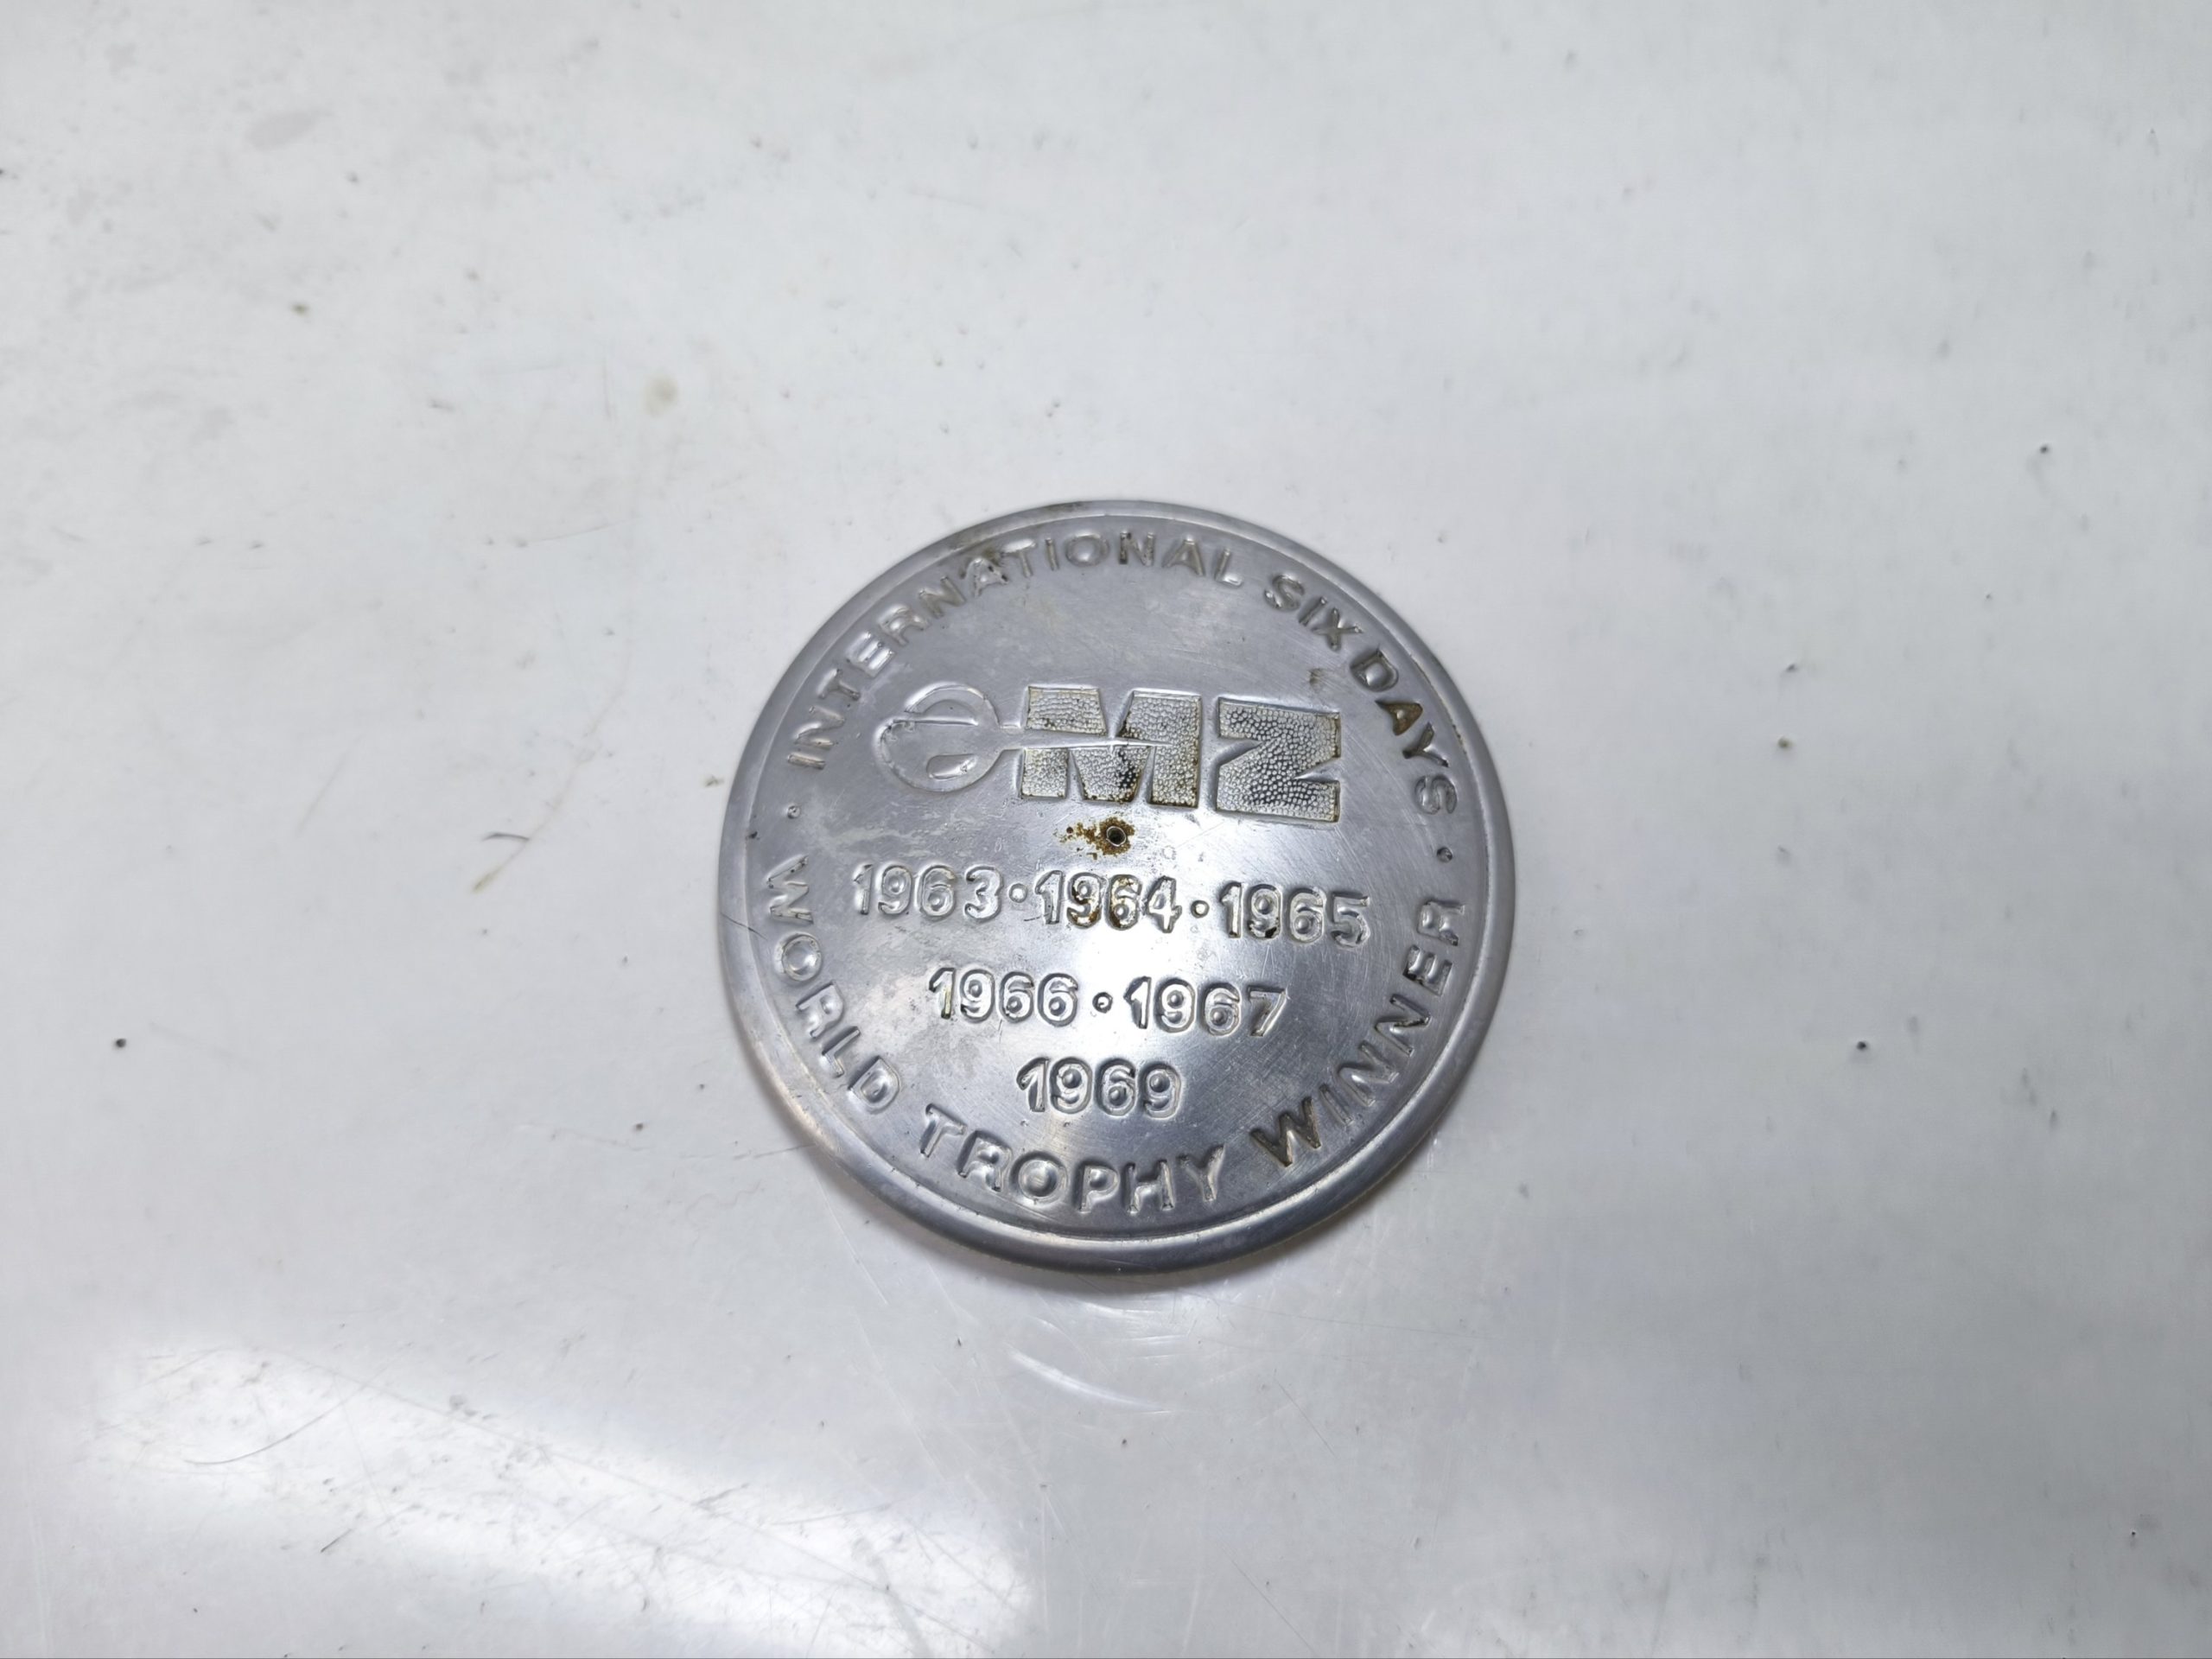 · INTERNATIONAL SIX DAYS ·
MZ
1963·1964·1965
1966·1967
1969
WORLD TROPHY WINNER